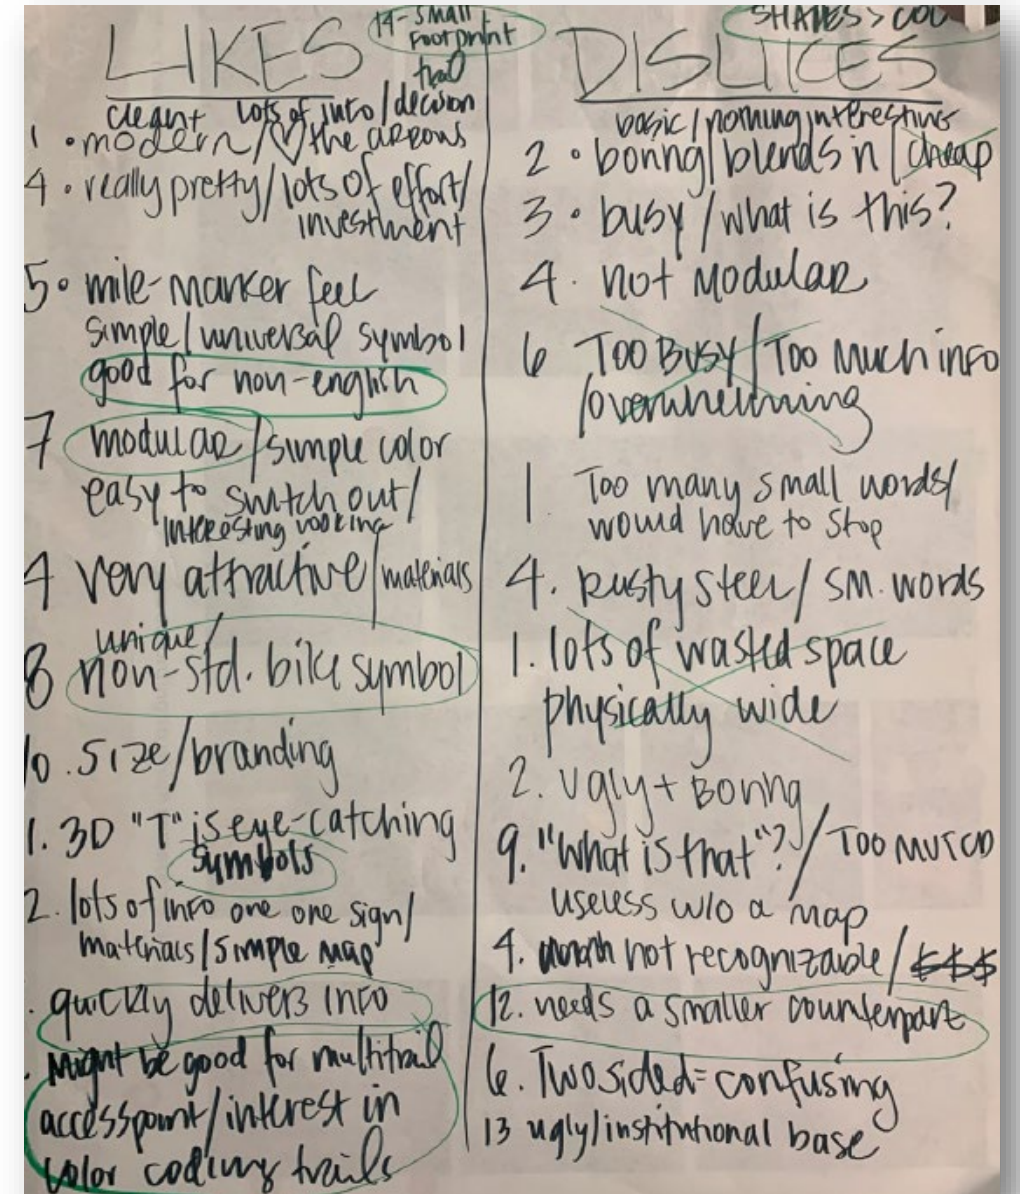 14 - Small
footprint
trail
LIKES
elegant lots of info/decision
1 • modern/♡ the arrows
4 • really pretty/lots of effort/
investment
5 • mile-marker feel
simple/universal symbol
good for non-english
7 modular/simple color
easy to switch out/
interesting looking
4 very attractive/materials
unique/
8 non-std. bike symbol
10. Size/branding
1. 3D "T" is eye-catching
symbols
2. lots of info one one sign/
materials/simple map
. quickly delivers info
. Might be good for multitrail
accesspoint/interest in
color coding trails
SHAPES >
DISLIKES
basic/nothing interesting
2 • boring/blends in/cheap
3 • busy/what is this?
4. not modular
6 Too Busy/Too Much info
/overwhelming
1 Too many small words/
would have to stop
4. Rusty steel/ SM. words
1. lots of wasted space
physically wide
2. Ugly + Boring
9. "What is that"?/Too MUTCD
useless w/o a map
4. not recognizable/$$$
12. needs a smaller counterpart
6. Two sided = confusing
13 ugly/institutional base